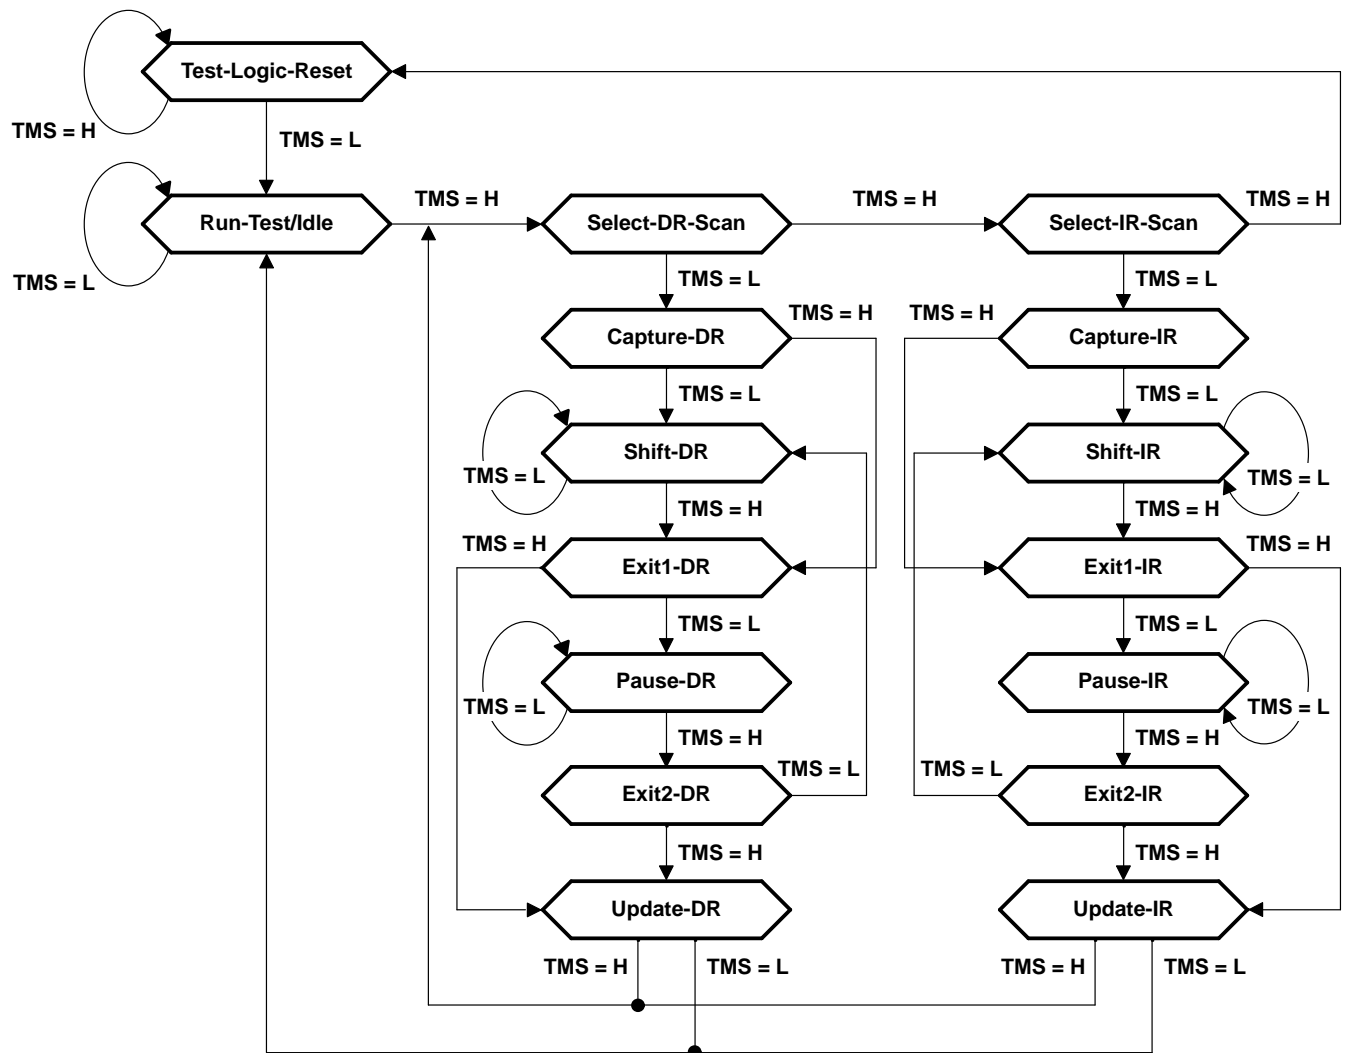 Test-Logic-Reset
TMS = H
TMS = L
TMS = H
TMS = H
TMS = H
Run-Test/Idle
Select-DR-Scan
Select-IR-Scan
TMS = L
TMS = L
TMS = L
TMS = H
TMS = H
Capture-DR
Capture-IR
TMS = L
TMS = L
Shift-DR
Shift-IR
TMS = L
TMS = L
TMS = H
TMS = H
TMS = H
TMS = H
Exit1-DR
Exit1-IR
TMS = L
TMS = L
Pause-DR
Pause-IR
TMS = L
TMS = L
TMS = H
TMS = H
TMS = L
TMS = L
Exit2-DR
Exit2-IR
TMS = H
TMS = H
Update-DR
Update-IR
TMS = H
TMS = L
TMS = H
TMS = L